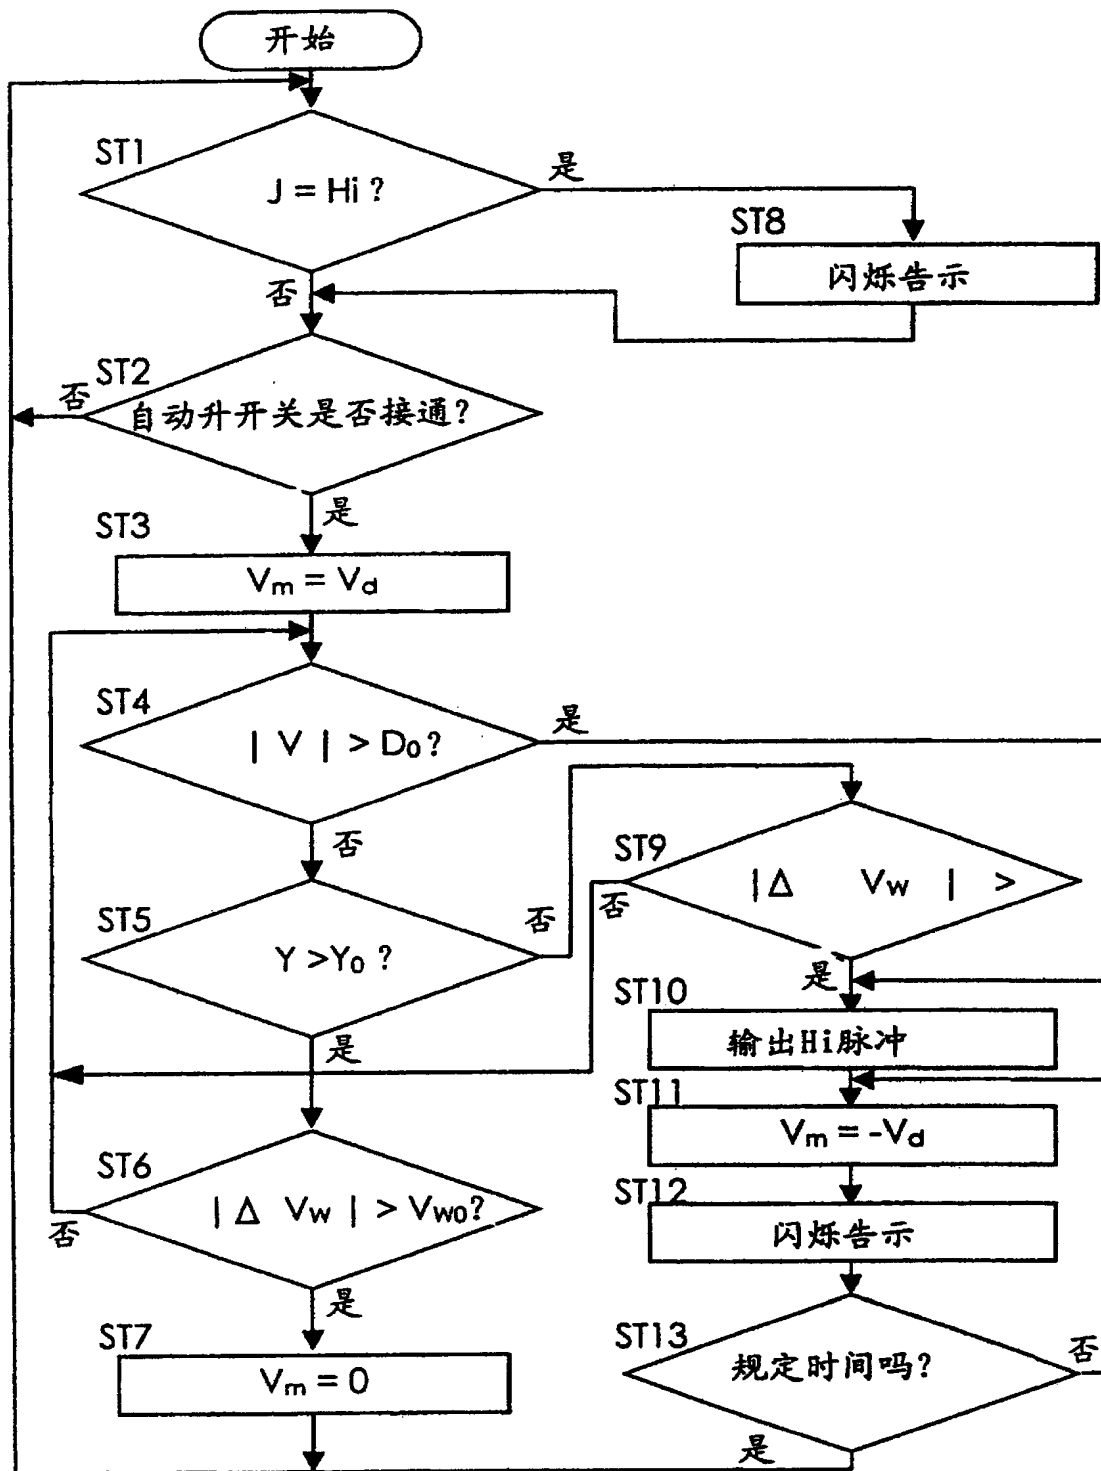 开始
ST1
J = Hi ?
是
ST8
闪烁告示
否
ST2
否
自动升开关是否接通?
是
ST3
Vm = Vd
ST4
| V | > D0 ?
是
否
ST9
| Δ Vw | >
否
ST5
否
Y > Y0 ?
是
是
ST10
输出Hi脉冲
ST11
Vm = -Vd
ST6
| Δ Vw | > Vw0?
否
ST12
闪烁告示
是
ST13
规定时间吗?
否
ST7
Vm = 0
是